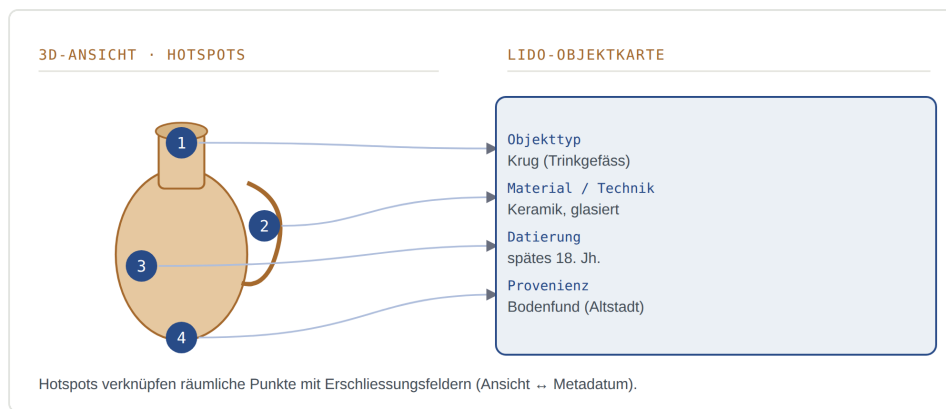 3D-ANSICHT · HOTSPOTS
LIDO-OBJEKTKARTE
1
2
3
4
Objekttyp
Krug (Trinkgefäss)
Material / Technik
Keramik, glasiert
Datierung
spätes 18. Jh.
Provenienz
Bodenfund (Altstadt)
Hotspots verknüpfen räumliche Punkte mit Erschliessungsfeldern (Ansicht ↔ Metadatum).